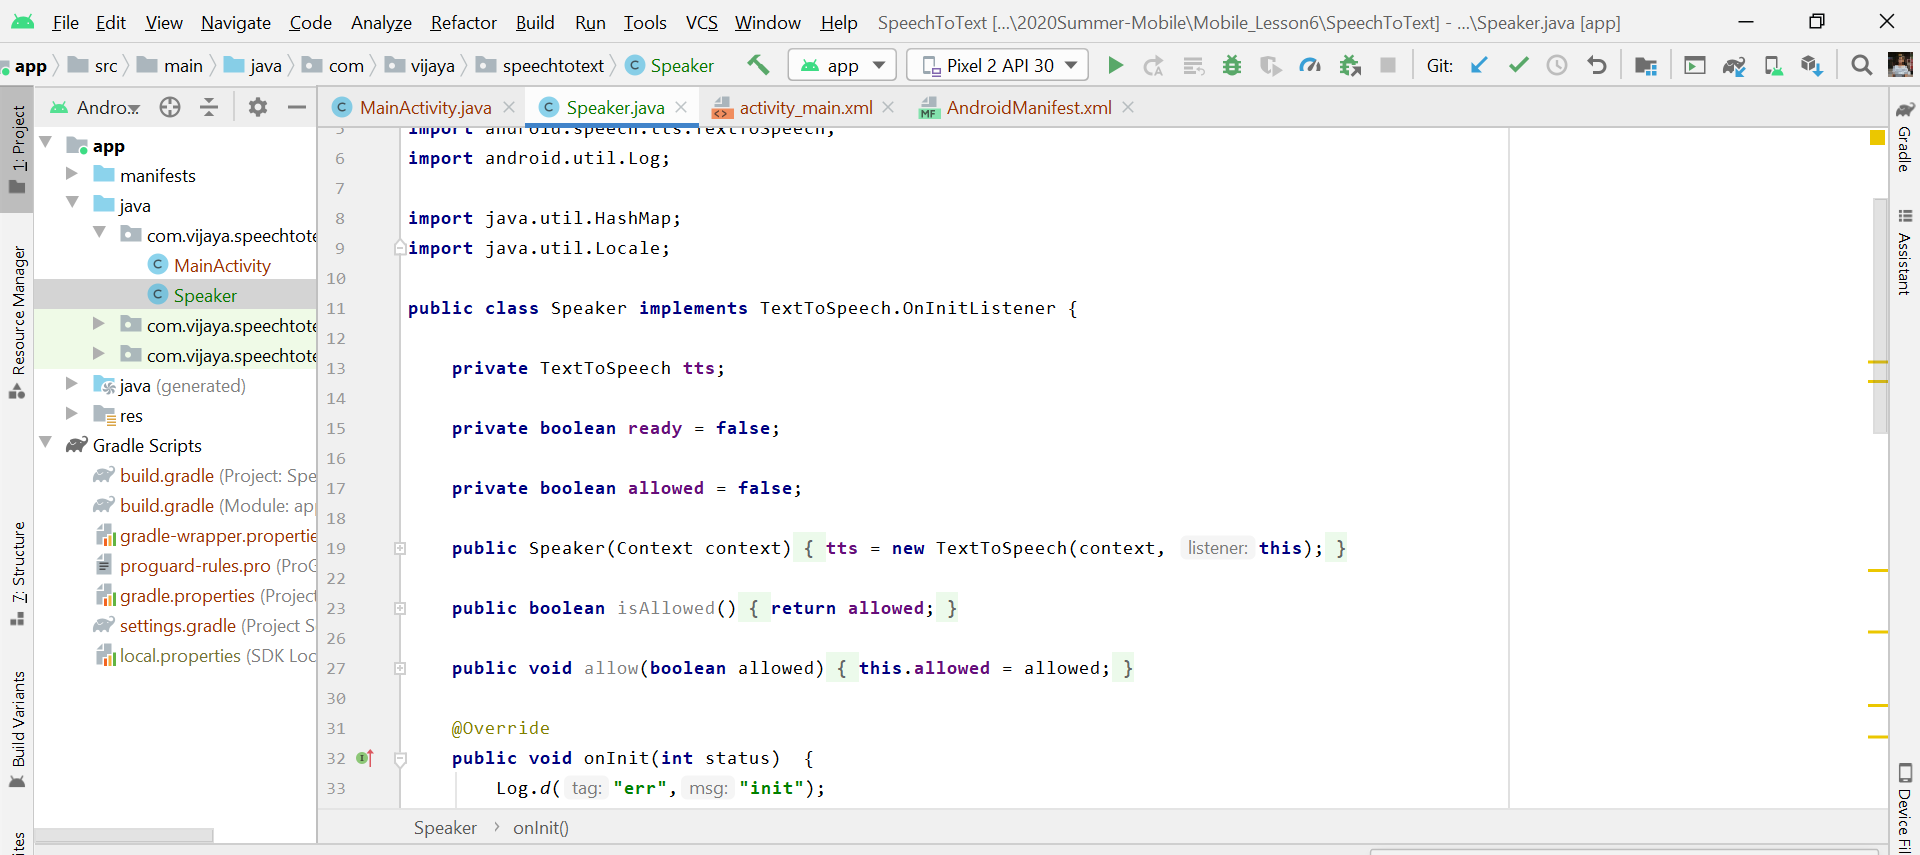 File Edit View Navigate Code Analyze Refactor Build Run Tools VCS Window Help SpeechToText [...\2020Summer-Mobile\Mobile_Lesson6\SpeechToText] - ...\Speaker.java [app]
app src main java com vijaya speechtotext Speaker app Pixel 2 API 30 Git:
Andro... MainActivity.java Speaker.java activity_main.xml AndroidManifest.xml
1: Project
Resource Manager
7: Structure
Build Variants
app
manifests
java
com.vijaya.speechtote
MainActivity
Speaker
com.vijaya.speechtote
com.vijaya.speechtot
java (generated)
res
Gradle Scripts
build.gradle (Project: Spe
build.gradle (Module: ap
gradle-wrapper.propertie
proguard-rules.pro (ProG
gradle.properties (Project
settings.gradle (Project S
local.properties (SDK Loc
5 import android.speech.tts.TextToSpeech;
6 import android.util.Log;
7
8 import java.util.HashMap;
9 import java.util.Locale;
10
11 public class Speaker implements TextToSpeech.OnInitListener {
12
13 private TextToSpeech tts;
14
15 private boolean ready = false;
16
17 private boolean allowed = false;
18
19 public Speaker(Context context) { tts = new TextToSpeech(context, listener: this); }
22
23 public boolean isAllowed() { return allowed; }
26
27 public void allow(boolean allowed) { this.allowed = allowed; }
30
31 @Override
32 public void onInit(int status) {
33 Log.d( tag: "err", msg: "init");
Speaker › onInit()
Gradle
Assistant
Device Fil